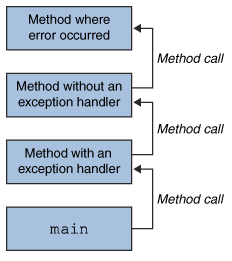 Method where
error occurred
Method call
Method without an
exception handler
Method call
Method with an
exception handler
Method call
main